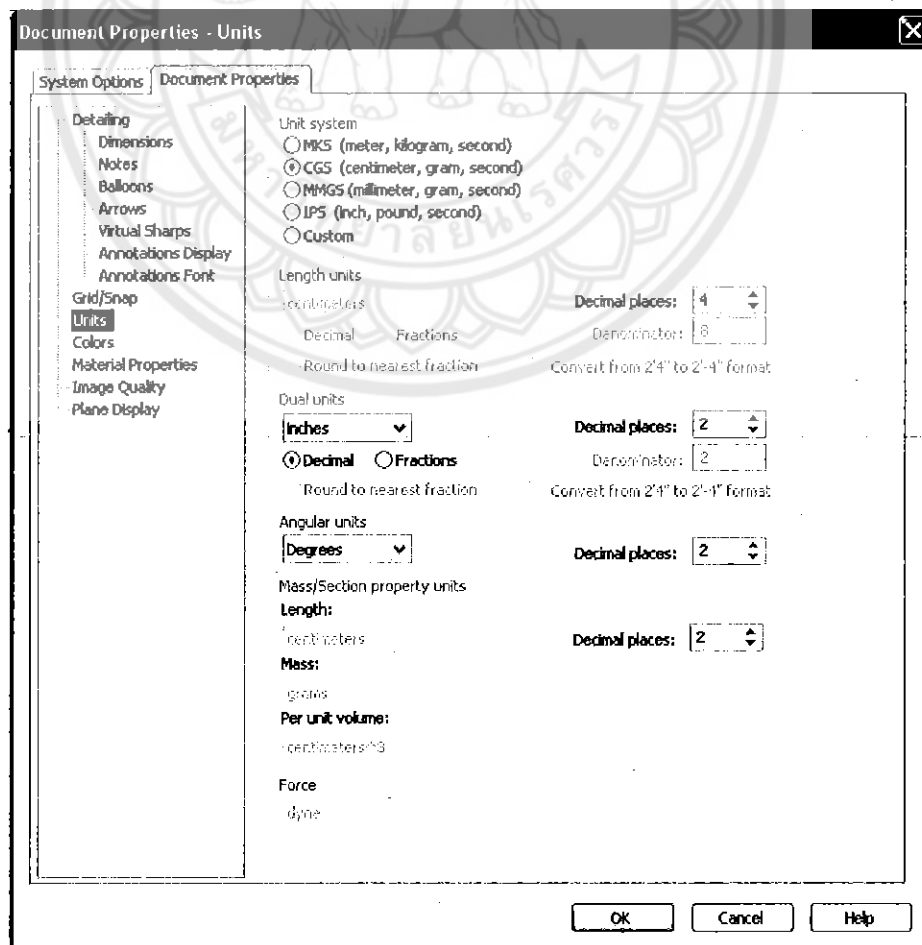 Document Properties - Units
System Options Document Properties
Detailing
Dimensions
Notes
Balloons
Arrows
Virtual Sharps
Annotations Display
Annotations Font
Grid/Snap
Units
Colors
Material Properties
Image Quality
Plane Display
Unit system
MKS (meter, kilogram, second)
CGS (centimeter, gram, second)
MMGS (millimeter, gram, second)
IPS (inch, pound, second)
Custom
Length units
centimeters Decimal places: 4
Decimal Fractions Denominator: 8
Round to nearest fraction Convert from 2'4" to 2'-4" format
Dual units
Inches Decimal places: 2
Decimal Fractions Denominator: 2
Round to nearest fraction Convert from 2'4" to 2'-4" format
Angular units
Degrees Decimal places: 2
Mass/Section property units
Length:
centimeters Decimal places: 2
Mass:
grams
Per unit volume:
centimeters^3
Force
dyne
OK Cancel Help